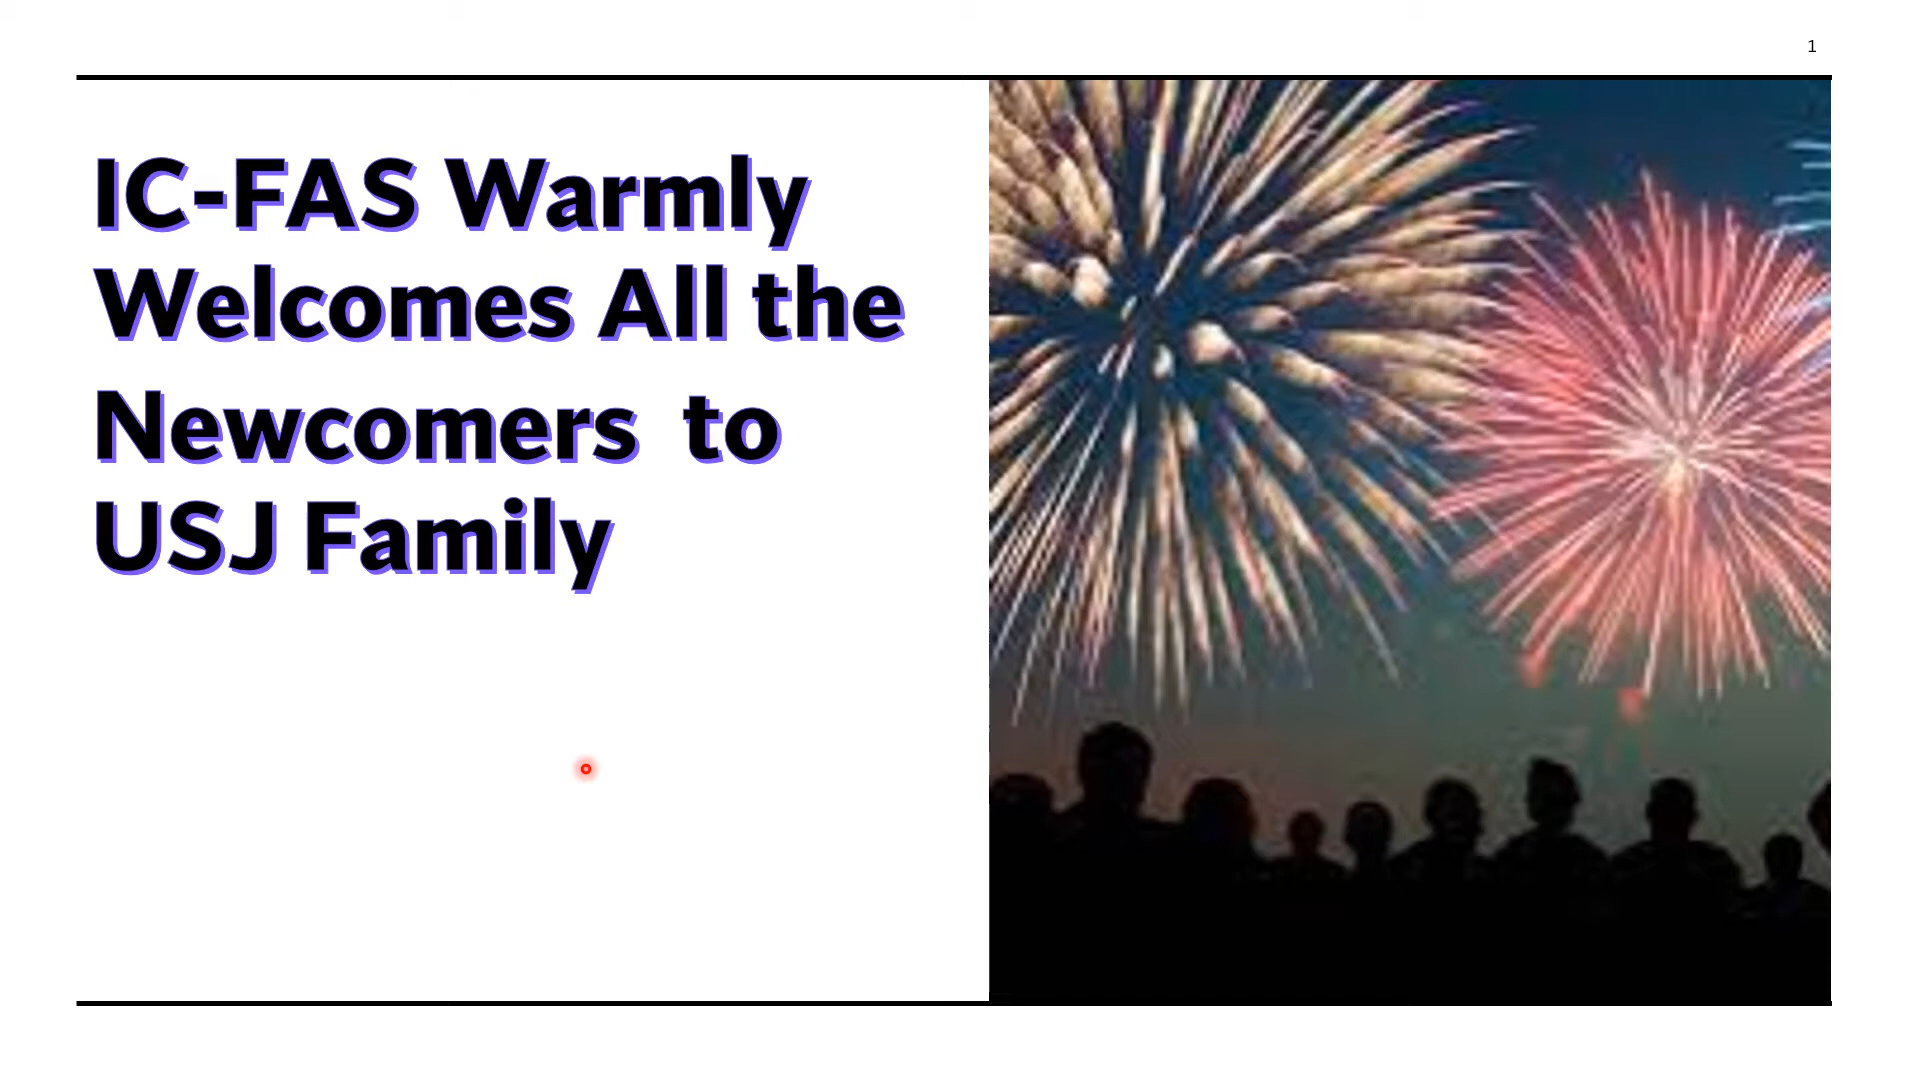 1
IC-FAS Warmly
Welcomes All the
Newcomers  to
USJ Family